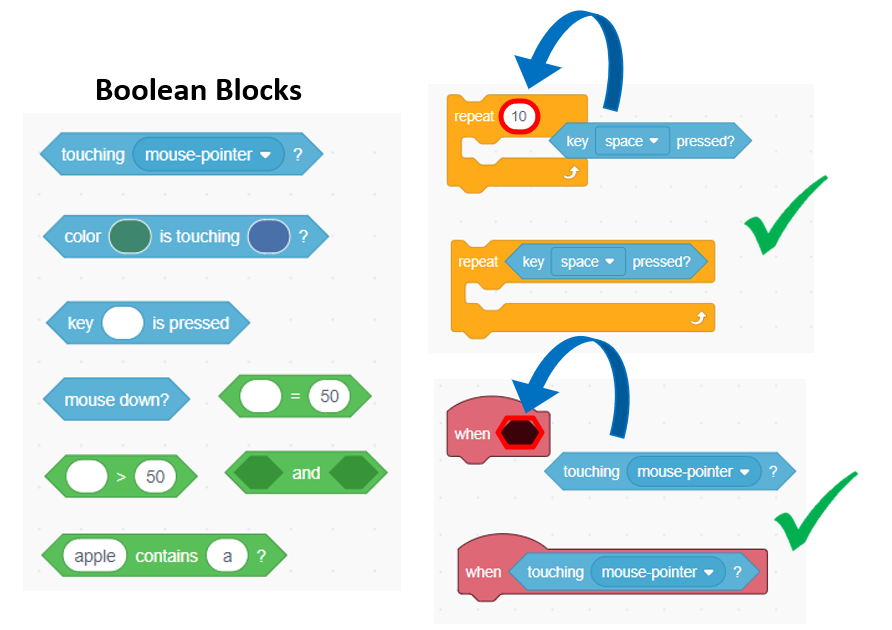 Boolean Blocks
touching mouse-pointer ?
color is touching ?
key is pressed
mouse down?
= 50
> 50
and
apple contains a ?
repeat 10
key space pressed?
repeat key space pressed?
when
touching mouse-pointer ?
when touching mouse-pointer ?